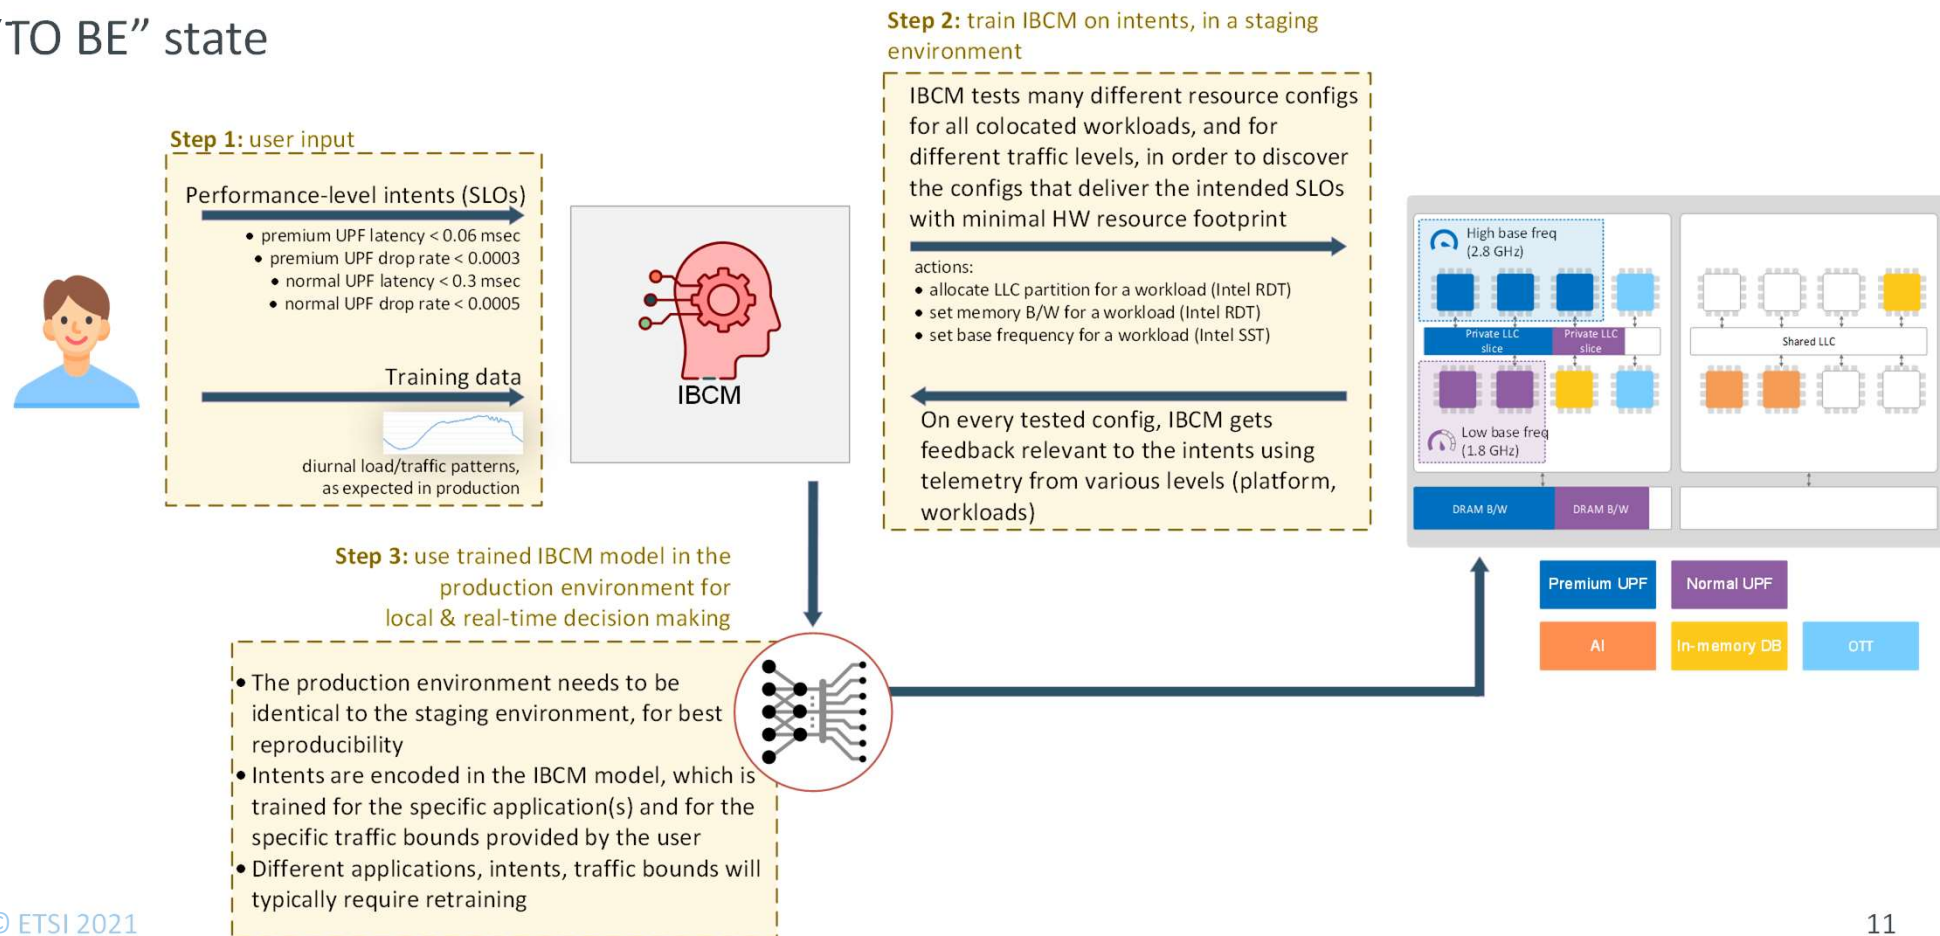 “TO BE” state
Step 1: user input
Performance-level intents (SLOs)
• premium UPF latency < 0.06 msec
• premium UPF drop rate < 0.0003
• normal UPF latency < 0.3 msec
• normal UPF drop rate < 0.0005
Training data
diurnal load/traffic patterns,
as expected in production
IBCM
Step 2: train IBCM on intents, in a staging
environment
IBCM tests many different resource configs
for all colocated workloads, and for
different traffic levels, in order to discover
the configs that deliver the intended SLOs
with minimal HW resource footprint
actions:
• allocate LLC partition for a workload (Intel RDT)
• set memory B/W for a workload (Intel RDT)
• set base frequency for a workload (Intel SST)
On every tested config, IBCM gets
feedback relevant to the intents using
telemetry from various levels (platform,
workloads)
High base freq
(2.8 GHz)
Private LLC
slice
Private LLC
slice
Shared LLC
Low base freq
(1.8 GHz)
DRAM B/W
DRAM B/W
Premium UPF
Normal UPF
AI
In-memory DB
OTT
Step 3: use trained IBCM model in the
production environment for
local & real-time decision making
• The production environment needs to be
identical to the staging environment, for best
reproducibility
• Intents are encoded in the IBCM model, which is
trained for the specific application(s) and for the
specific traffic bounds provided by the user
• Different applications, intents, traffic bounds will
typically require retraining
© ETSI 2021
11